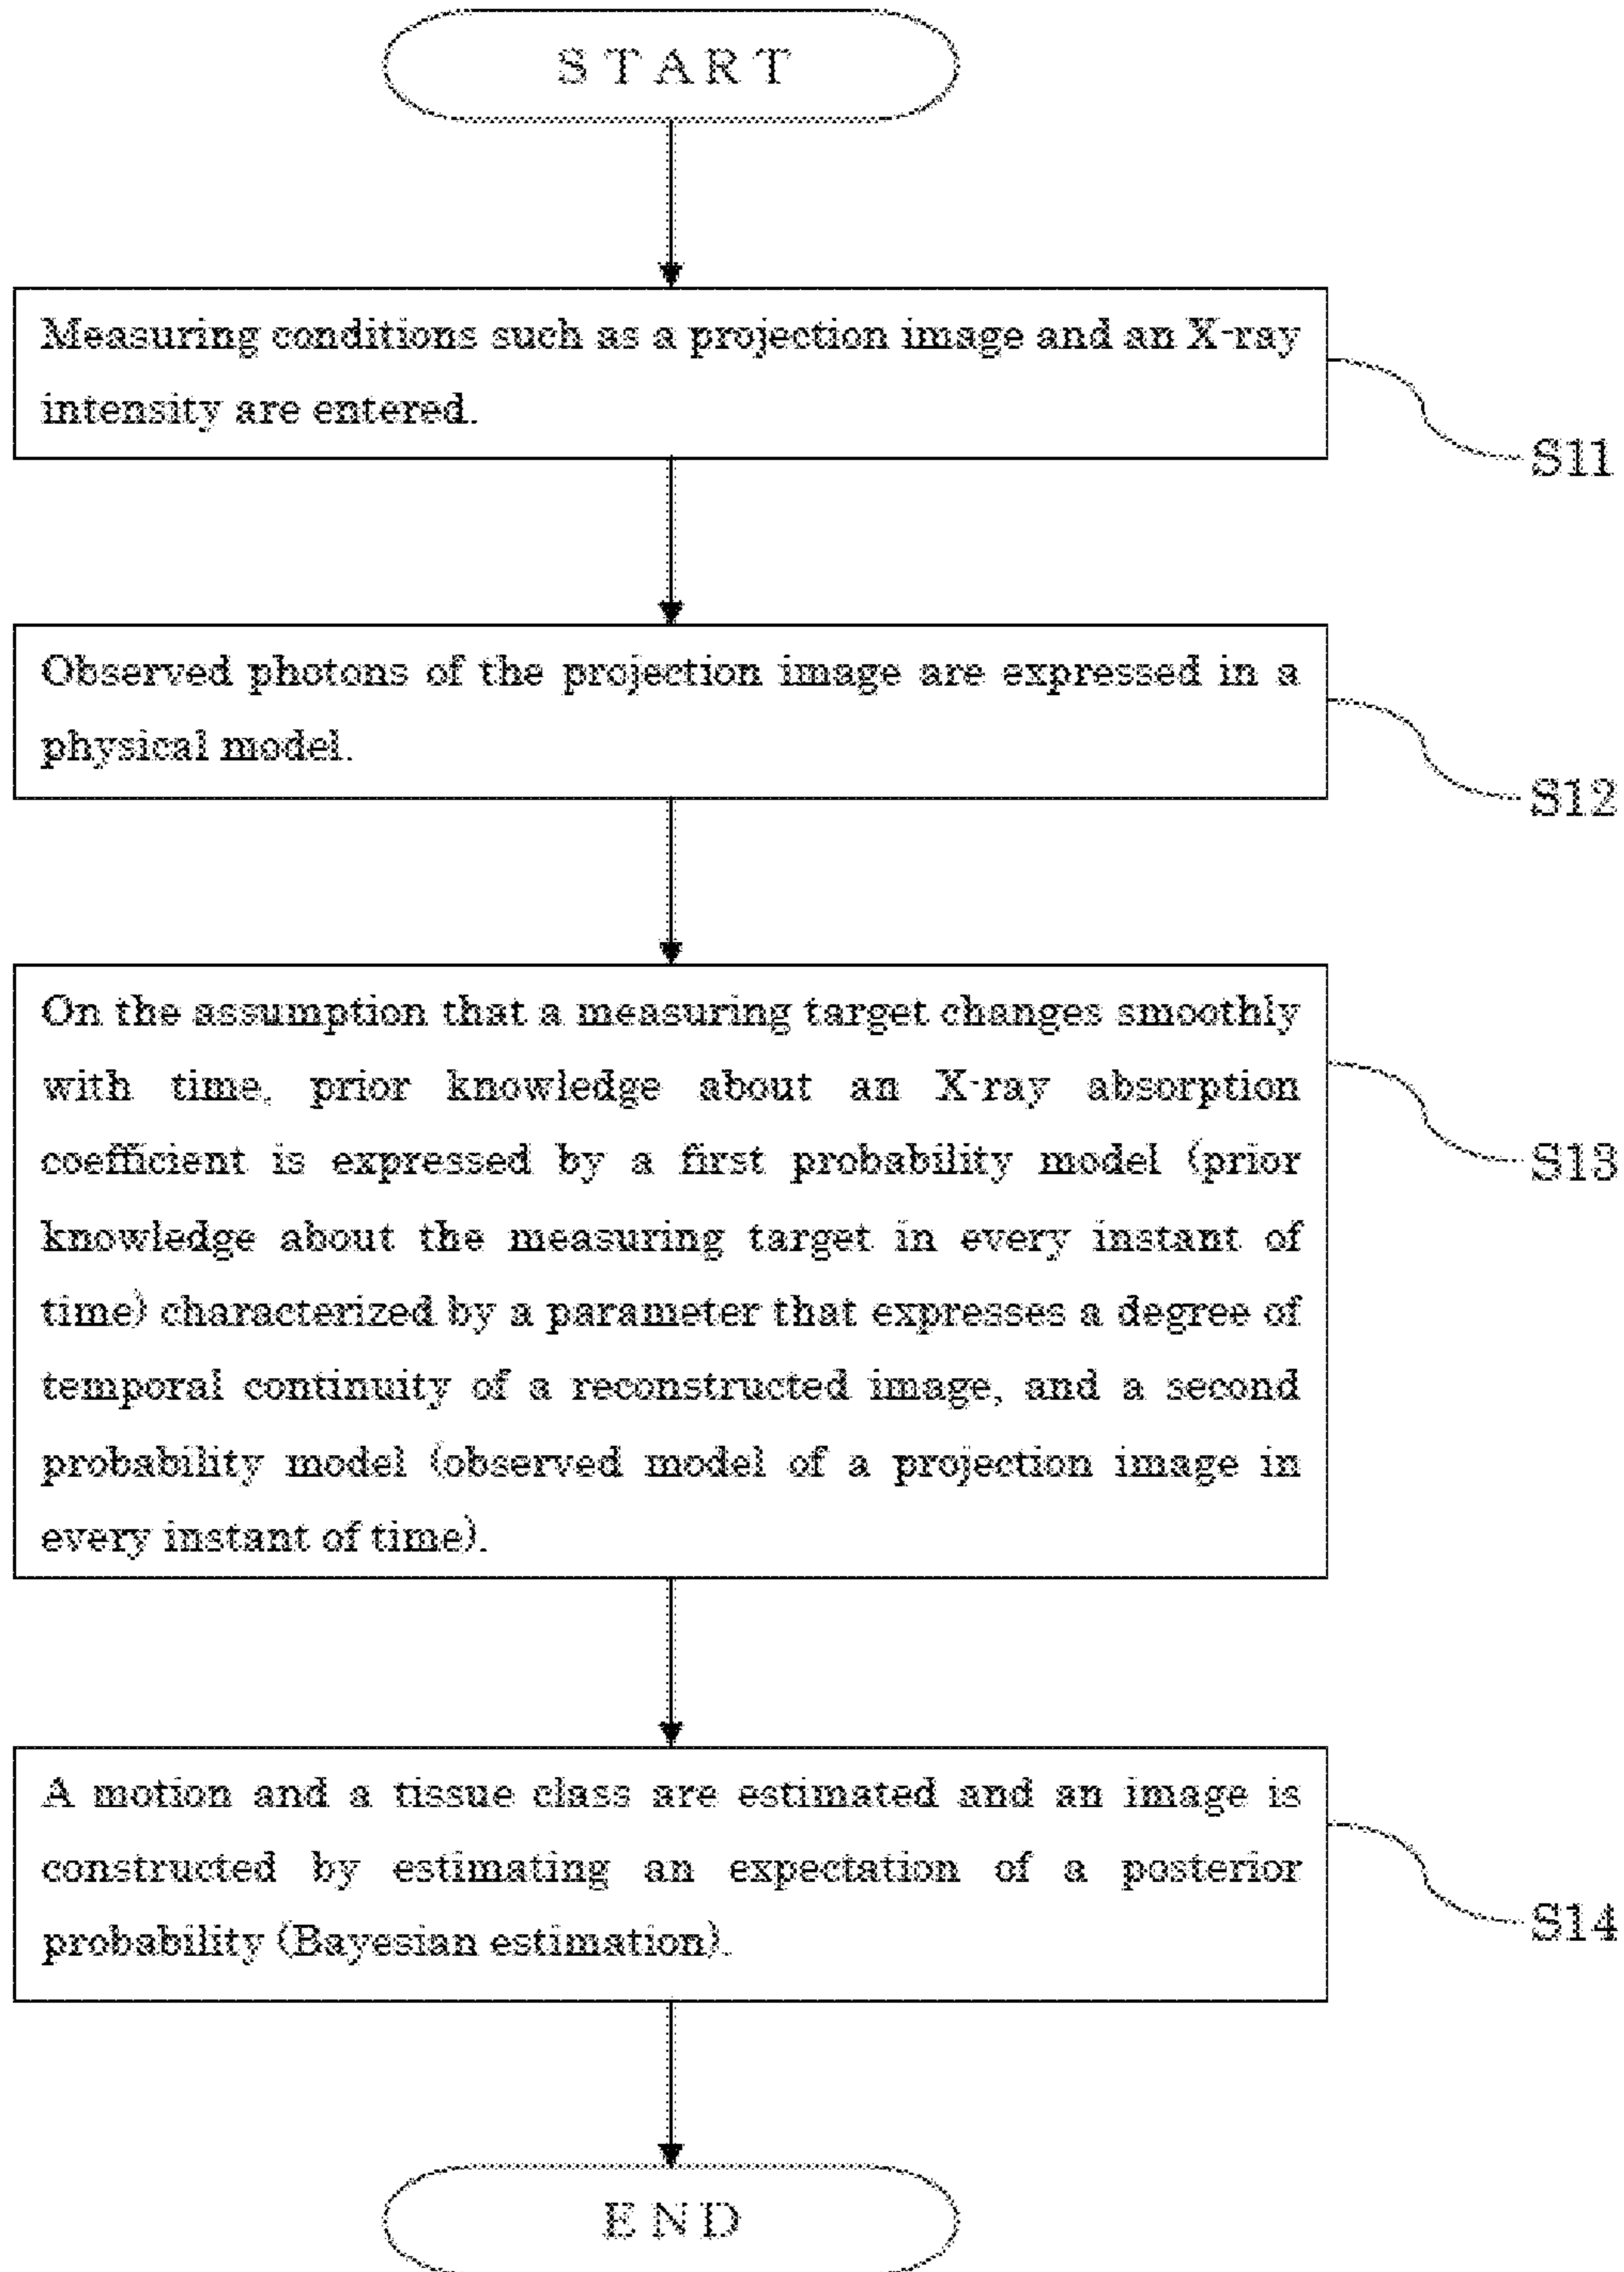 START
Measuring conditions such as a projection image and an X-ray
intensity are entered.
S11
Observed photons of the projection image are expressed in a
physical model.
S12
On the assumption that a measuring target changes smoothly
with time, prior knowledge about an X-ray absorption
coefficient is expressed by a first probability model (prior
knowledge about the measuring target in every instant of
time) characterized by a parameter that expresses a degree of
temporal continuity of a reconstructed image, and a second
probability model (observed model of a projection image in
every instant of time).
S13
A motion and a tissue class are estimated and an image is
constructed by estimating an expectation of a posterior
probability (Bayesian estimation).
S14
END